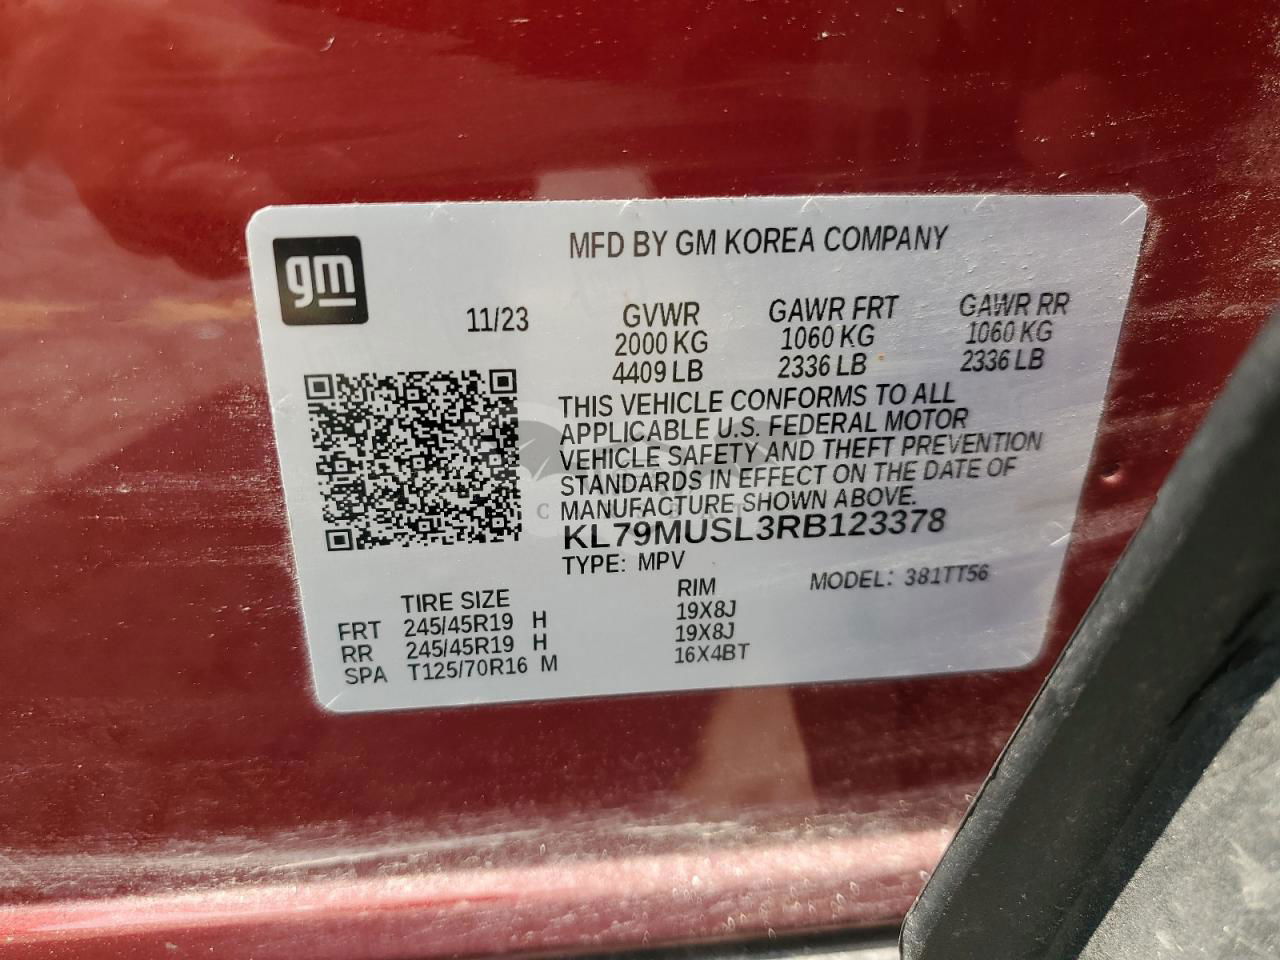 gm
MFD BY GM KOREA COMPANY
11/23
GVWR GAWR FRT GAWR RR
2000 KG 1060 KG 1060 KG
4409 LB 2336 LB 2336 LB
THIS VEHICLE CONFORMS TO ALL
APPLICABLE U.S. FEDERAL MOTOR
VEHICLE SAFETY AND THEFT PREVENTION
STANDARDS IN EFFECT ON THE DATE OF
MANUFACTURE SHOWN ABOVE.
KL79MUSL3RB123378
TYPE: MPV MODEL: 381TT56
TIRE SIZE RIM
FRT 245/45R19 H 19X8J
RR 245/45R19 H 19X8J
SPA T125/70R16 M 16X4BT